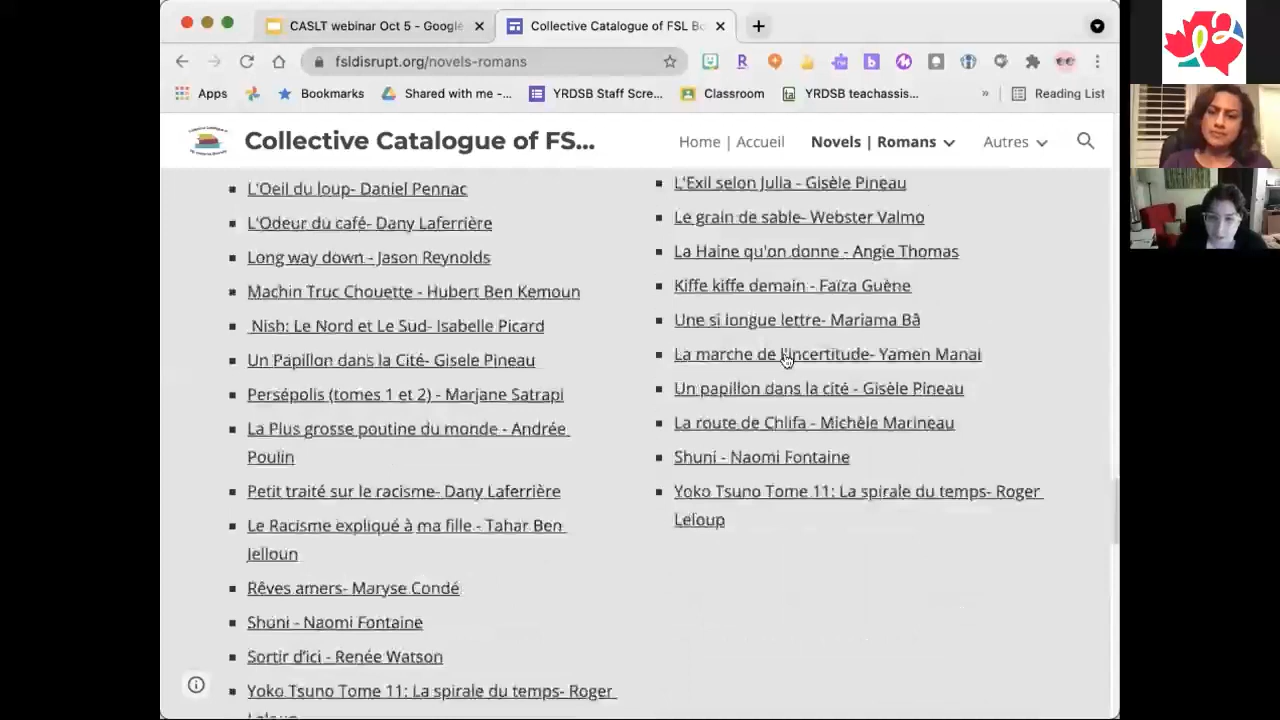 CASLT webinar Oct 5 - Google
Collective Catalogue of FSL Bo
fsldisrupt.org/novels-romans
Apps
Bookmarks
Shared with me -...
YRDSB Staff Scre...
Classroom
YRDSB teachassis...
»
Reading List
Collective Catalogue of FS...
Home | Accueil
Novels | Romans
Autres
L'Oeil du loup- Daniel Pennac
L'Odeur du café- Dany Laferrière
Long way down - Jason Reynolds
Machin Truc Chouette - Hubert Ben Kemoun
Nish: Le Nord et Le Sud- Isabelle Picard
Un Papillon dans la Cité- Gisele Pineau
Persépolis (tomes 1 et 2) - Marjane Satrapi
La Plus grosse poutine du monde - Andrée
Poulin
Petit traité sur le racisme- Dany Laferrière
Le Racisme expliqué à ma fille - Tahar Ben
Jelloun
Rêves amers- Maryse Condé
Shuni - Naomi Fontaine
Sortir d'ici - Renée Watson
Yoko Tsuno Tome 11: La spirale du temps- Roger
Leloup
L'Exil selon Julia - Gisèle Pineau
Le grain de sable- Webster Valmo
La Haine qu'on donne - Angie Thomas
Kiffe kiffe demain - Faïza Guène
Une si longue lettre- Mariama Bâ
La marche de l'incertitude- Yamen Manai
Un papillon dans la cité - Gisèle Pineau
La route de Chlifa - Michèle Marineau
Shuni - Naomi Fontaine
Yoko Tsuno Tome 11: La spirale du temps- Roger
Leloup